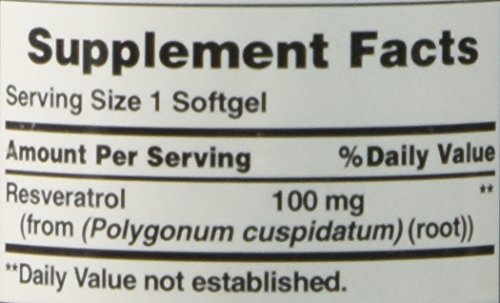 Supplement Facts
Serving Size 1 Softgel
Amount Per Serving % Daily Value
Resveratrol 100 mg **
(from (Polygonum cuspidatum) (root))
**Daily Value not established.